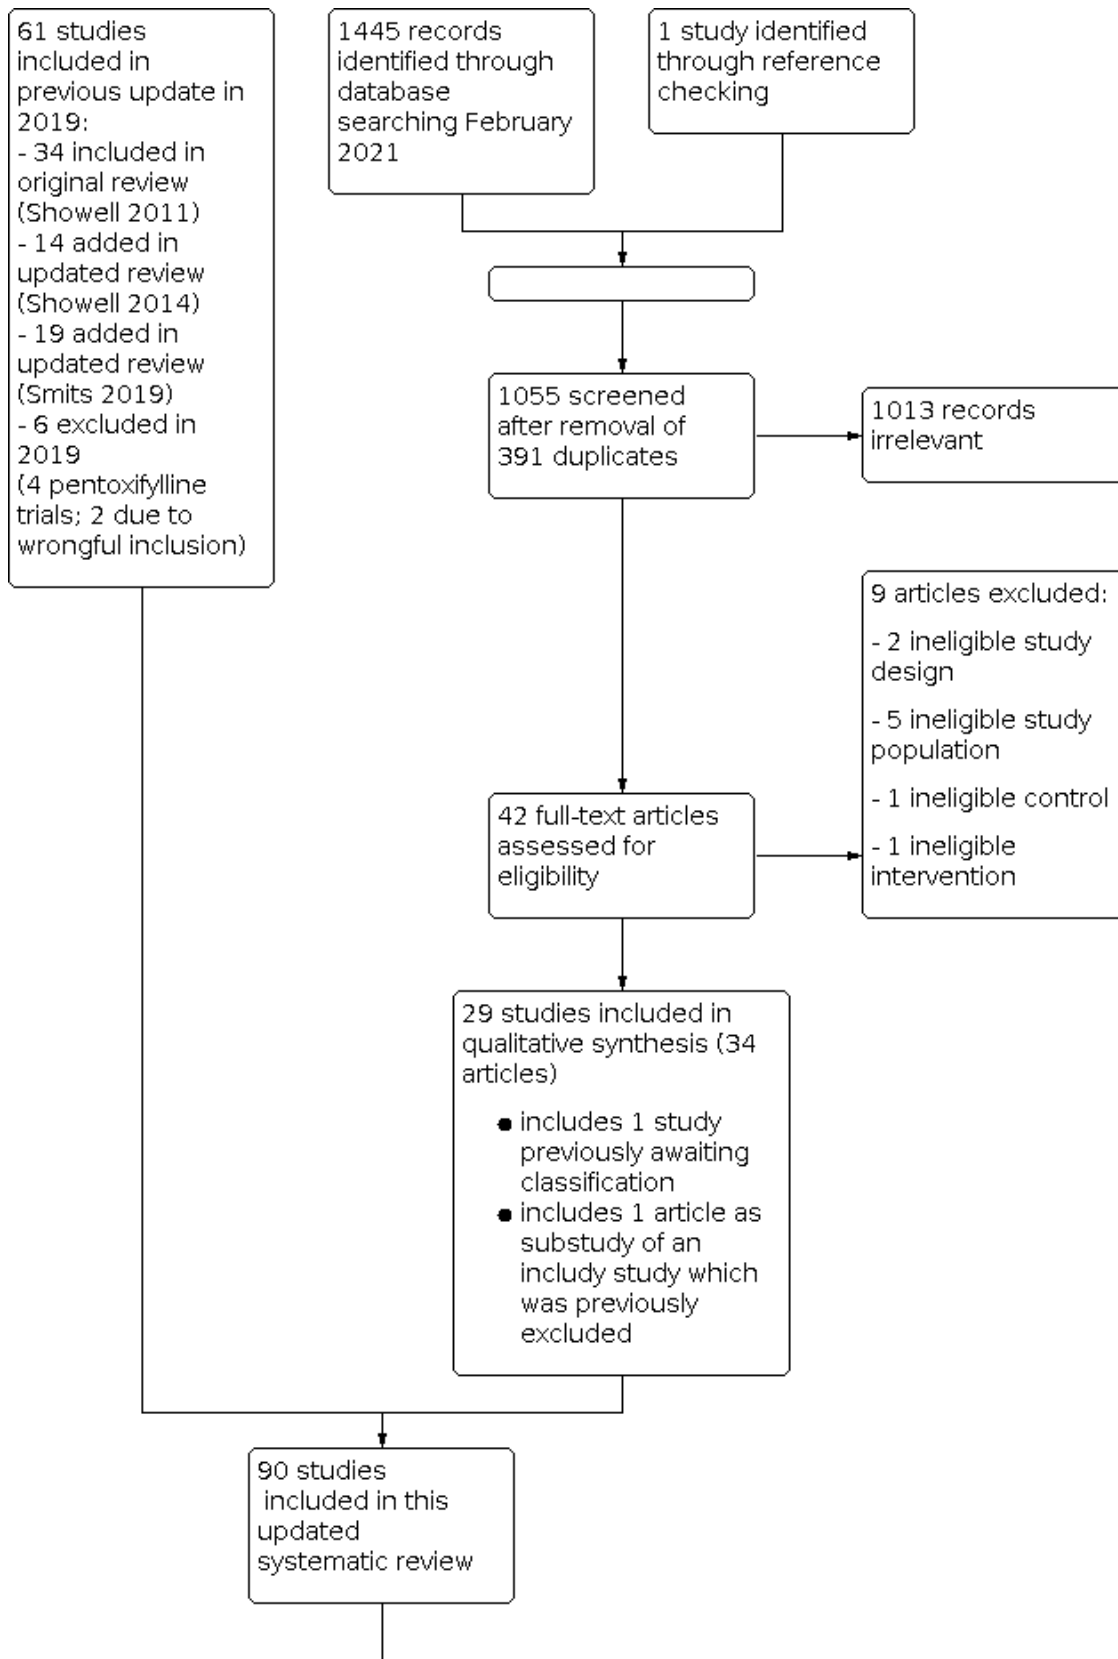 61 studies
included in
previous update in
2019:
- 34 included in
original review
(Showell 2011)
- 14 added in
updated review
(Showell 2014)
- 19 added in
updated review
(Smits 2019)
- 6 excluded in
2019
(4 pentoxifylline
trials; 2 due to
wrongful inclusion)
1445 records
identified through
database
searching February
2021
1 study identified
through reference
checking
1055 screened
after removal of
391 duplicates
1013 records
irrelevant
9 articles excluded:
- 2 ineligible study
design
- 5 ineligible study
population
- 1 ineligible control
- 1 ineligible
intervention
42 full-text articles
assessed for
eligibility
29 studies included in
qualitative synthesis (34
articles)
● includes 1 study
previously awaiting
classification
● includes 1 article as
substudy of an
includy study which
was previously
excluded
90 studies
included in this
updated
systematic review